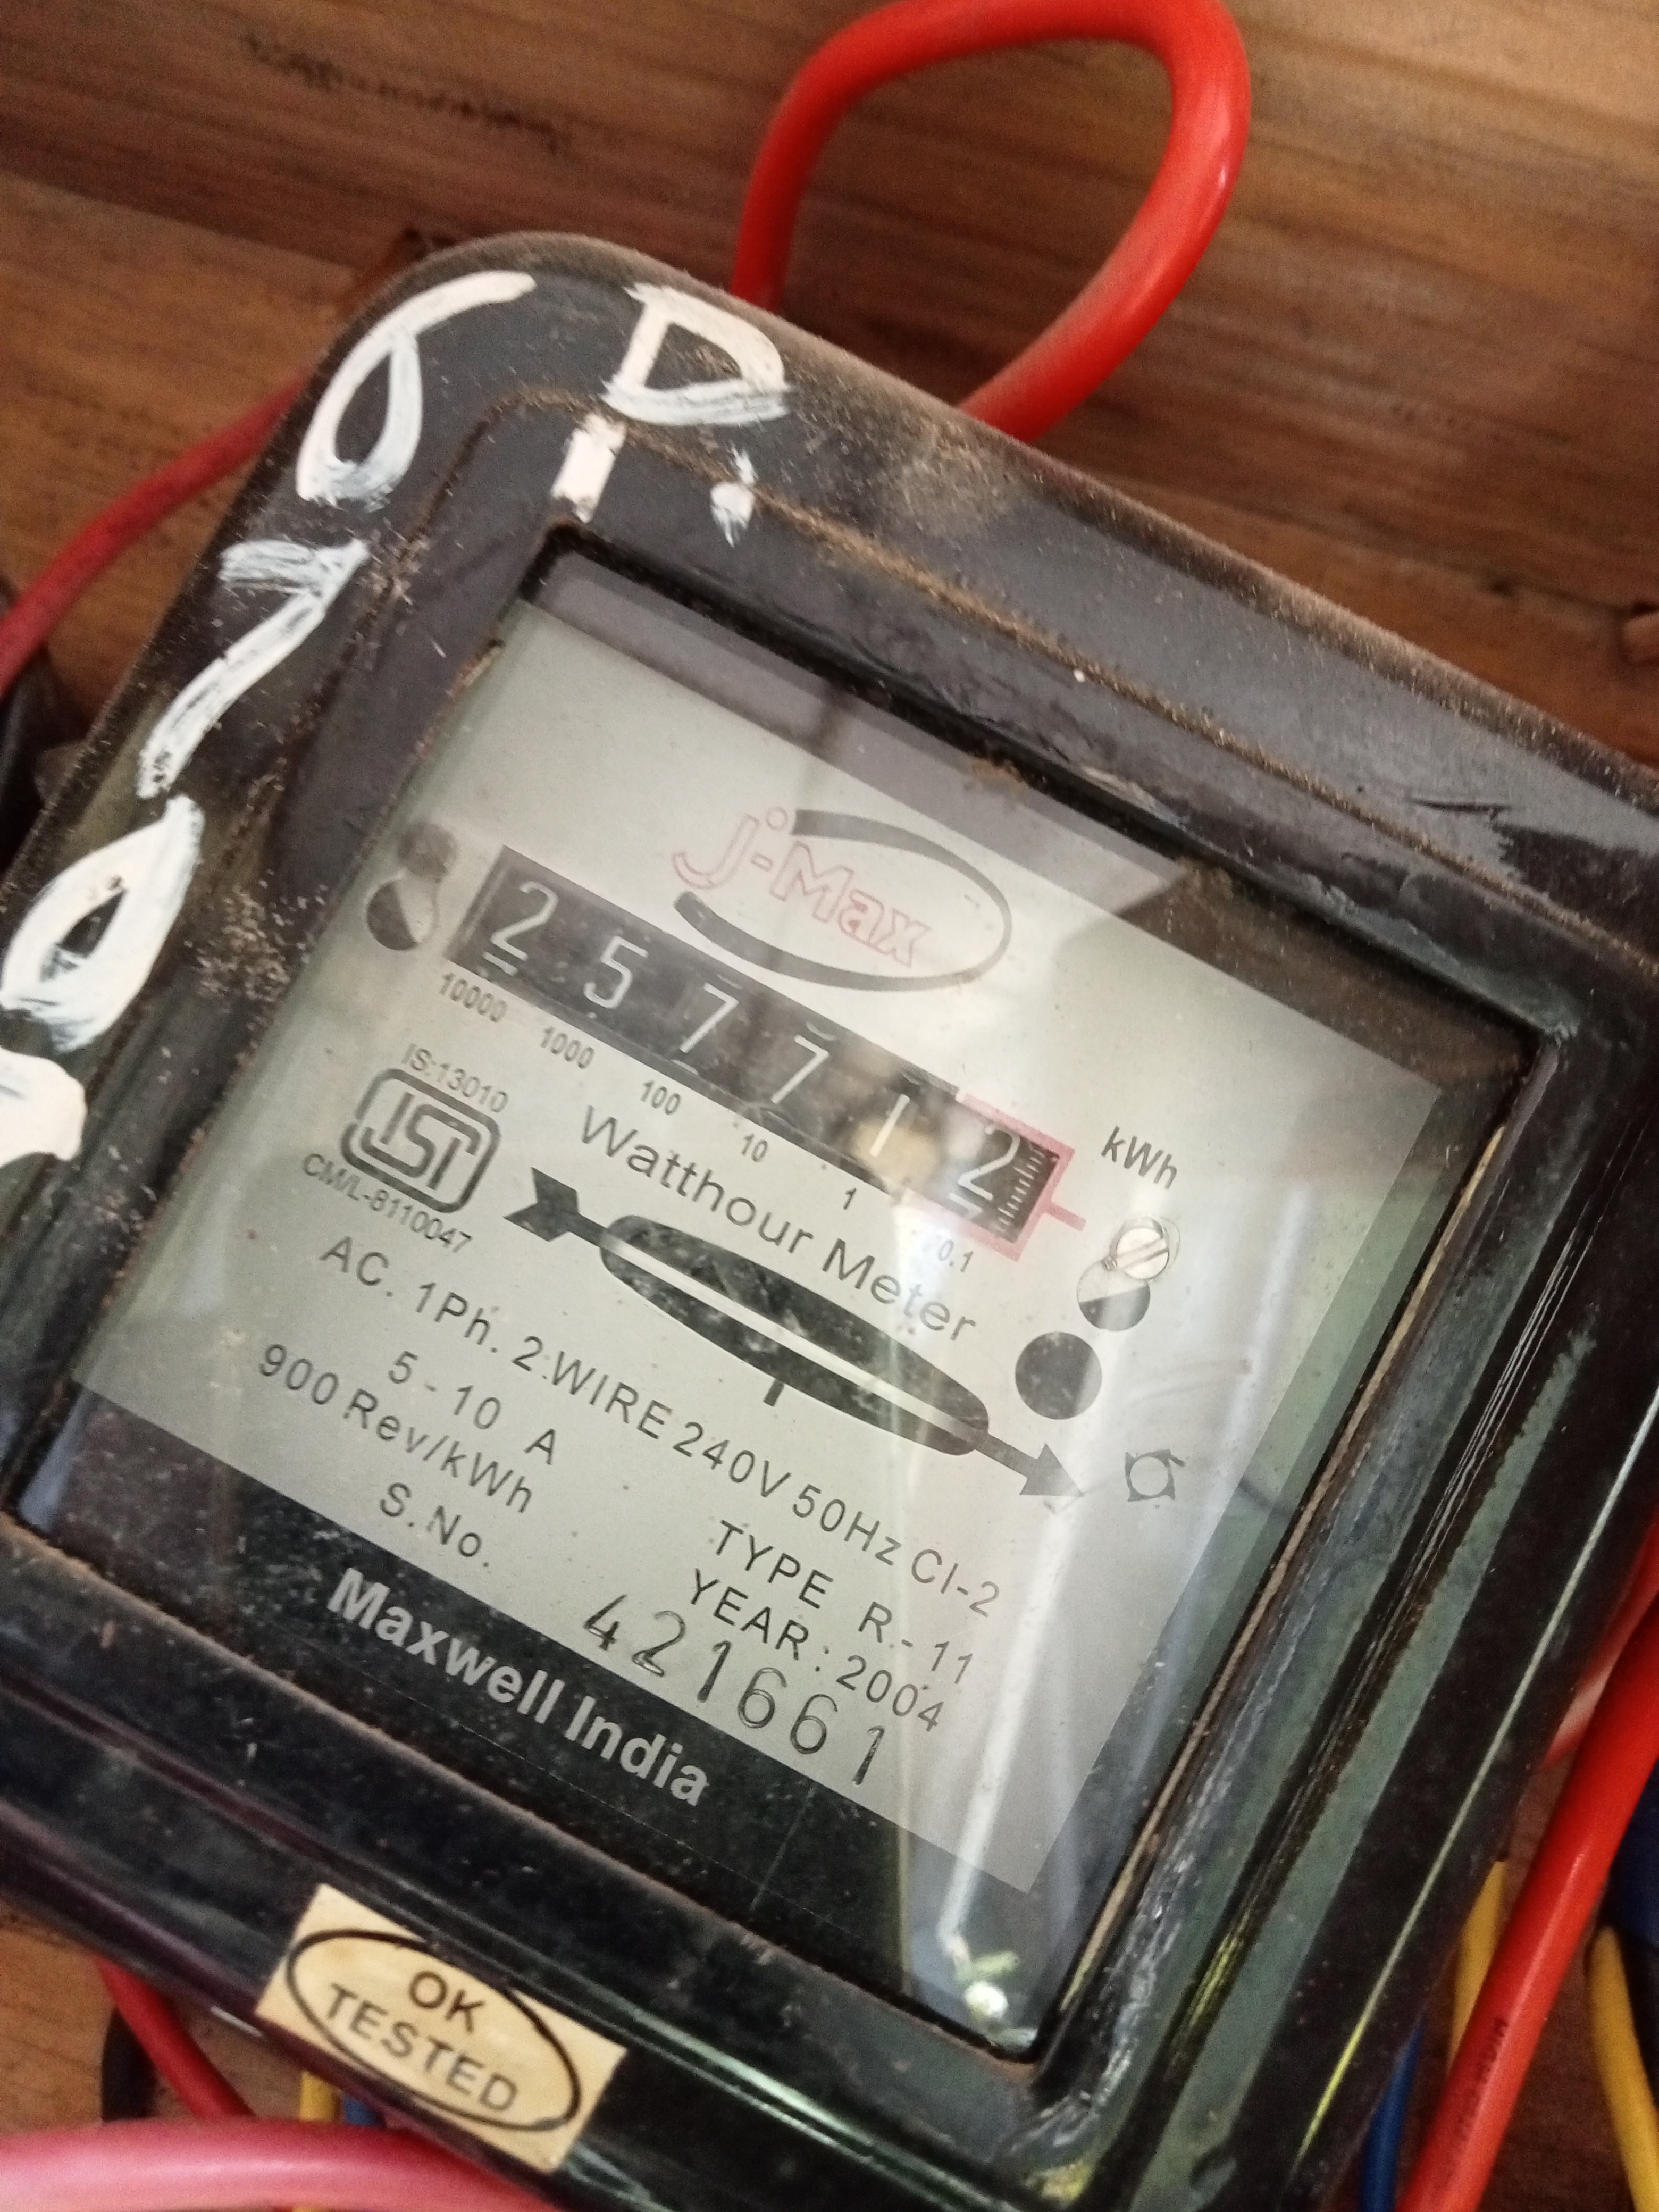 P.
J-Max
2 5 7 7 1 2
kWh
10000 1000 100 10 1 0.1
IS:13010
CM/L-8110047
Watthour Meter
AC. 1Ph. 2.WIRE 240V 50Hz Cl-2
5-10 A TYPE R-11
900 Rev/kWh YEAR: 2004
S.No. 421661
Maxwell India
OK
TESTED